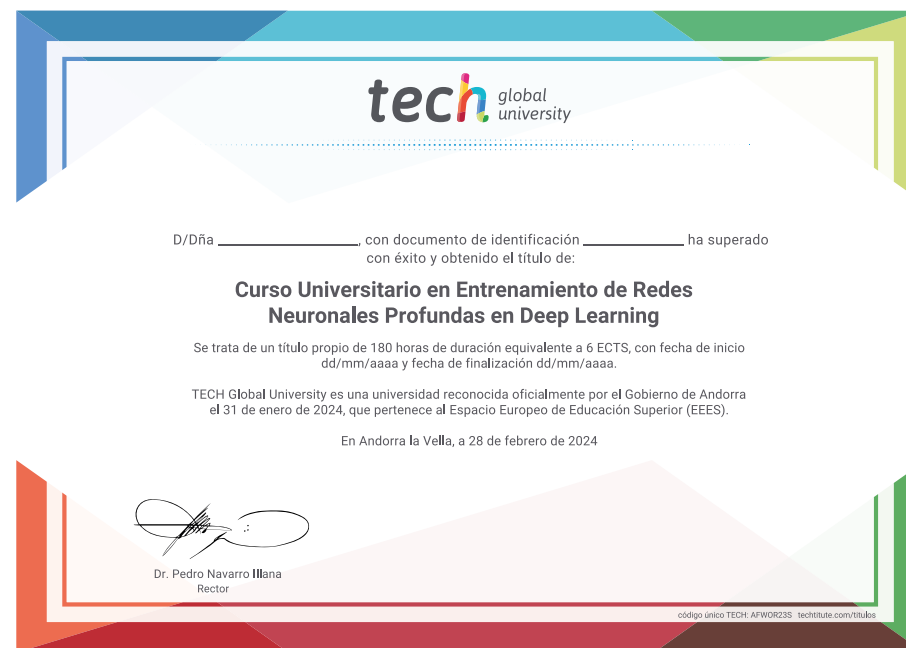 tech global university
D/Dña ____________________, con documento de identificación ______________ ha superado
con éxito y obtenido el título de:
Curso Universitario en Entrenamiento de Redes
Neuronales Profundas en Deep Learning
Se trata de un título propio de 180 horas de duración equivalente a 6 ECTS, con fecha de inicio
dd/mm/aaaa y fecha de finalización dd/mm/aaaa.
TECH Global University es una universidad reconocida oficialmente por el Gobierno de Andorra
el 31 de enero de 2024, que pertenece al Espacio Europeo de Educación Superior (EEES).
En Andorra la Vella, a 28 de febrero de 2024
Dr. Pedro Navarro Illana
Rector
código único TECH: AFWOR23S techtitute.com/titulos